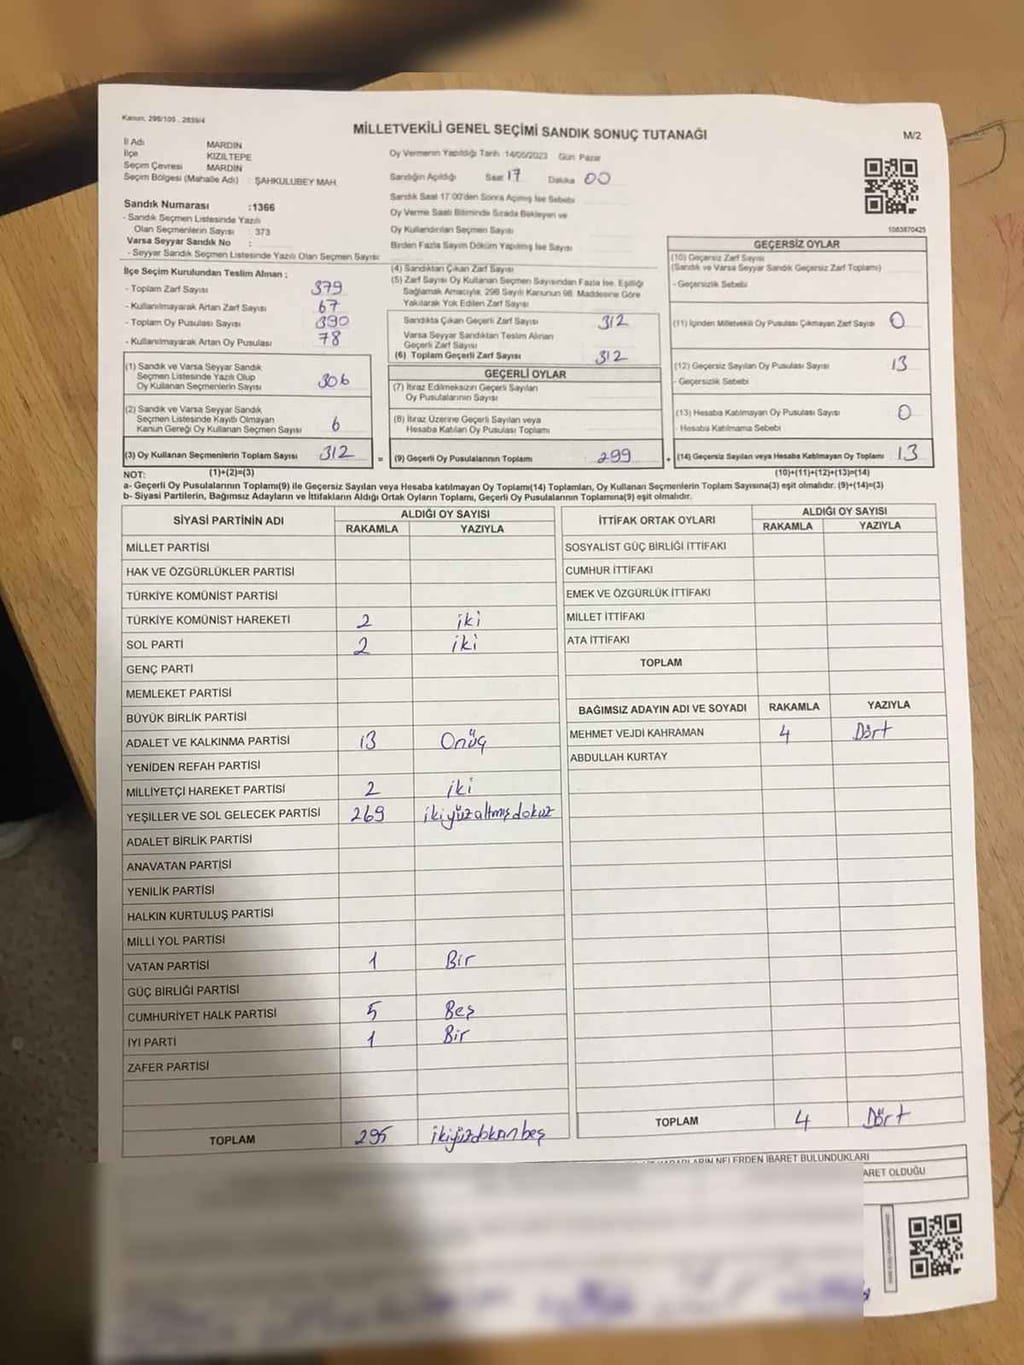 Kanun: 298/105 - 2839/4
MİLLETVEKİLİ GENEL SEÇİMİ SANDIK SONUÇ TUTANAĞI
M/2
İl Adı MARDİN
İlçe KIZILTEPE
Seçim Çevresi MARDİN
Seçim Bölgesi (Mahalle Adı) : ŞAHKULUBEY MAH.
Oy Vermenin Yapıldığı Tarih 14/05/2023 Gün Pazar
Sandığın Açıldığı Saat 17 Dakika 00
Sandık Saat 17.00'den Sonra Açılmış İse Sebebi
Oy Verme Saati Bitiminde Sırada Bekleyen ve
Oy Kullandırılan Seçmen Sayısı
Birden Fazla Sayım Döküm Yapılmış İse Sayısı
1083870425
Sandık Numarası :1366
- Sandık Seçmen Listesinde Yazılı
Olan Seçmenlerin Sayısı : 373
Varsa Seyyar Sandık No :
- Seyyar Sandık Seçmen Listesinde Yazılı Olan Seçmen Sayısı:
İlçe Seçim Kurulundan Teslim Alınan ;
- Toplam Zarf Sayısı 379
- Kullanılmayarak Artan Zarf Sayısı 67
- Toplam Oy Pusulası Sayısı 390
- Kullanılmayarak Artan Oy Pusulası 78
(1) Sandık ve Varsa Seyyar Sandık
Seçmen Listesinde Yazılı Olup
Oy Kullanan Seçmenlerin Sayısı 306
(2) Sandık ve Varsa Seyyar Sandık
Seçmen Listesinde Kayıtlı Olmayan
Kanun Gereği Oy Kullanan Seçmen Sayısı 6
(3) Oy Kullanan Seçmenlerin Toplam Sayısı 312
(1)+(2)=(3)
(4) Sandıktan Çıkan Zarf Sayısı
(5) Zarf Sayısı Oy Kullanan Seçmen Sayısından Fazla İse, Eşitliği
Sağlamak Amacıyla, 298 Sayılı Kanunun 98. Maddesine Göre
Yakılarak Yok Edilen Zarf Sayısı
Sandıkta Çıkan Geçerli Zarf Sayısı 312
Varsa Seyyar Sandıktan Teslim Alınan
Geçerli Zarf Sayısı
(6) Toplam Geçerli Zarf Sayısı 312
GEÇERLİ OYLAR
(7) İtiraz Edilmeksizin Geçerli Sayılan
Oy Pusulalarının Sayısı
(8) İtiraz Üzerine Geçerli Sayılan veya
Hesaba Katılan Oy Pusulası Toplamı
= (9) Geçerli Oy Pusulalarının Toplamı 299
GEÇERSİZ OYLAR
(10) Geçersiz Zarf Sayısı
(Sandık ve Varsa Seyyar Sandık Geçersiz Zarf Toplamı)
- Geçersizlik Sebebi
(11) İçinden Milletvekili Oy Pusulası Çıkmayan Zarf Sayısı 0
(12) Geçersiz Sayılan Oy Pusulası Sayısı 13
- Geçersizlik Sebebi
(13) Hesaba Katılmayan Oy Pusulası Sayısı 0
- Hesaba Katılmama Sebebi
+ (14) Geçersiz Sayılan veya Hesaba Katılmayan Oy Toplamı 13
(10)+(11)+(12)+(13)=(14)
NOT:
a- Geçerli Oy Pusulalarının Toplamı(9) ile Geçersiz Sayılan veya Hesaba katılmayan Oy Toplamı(14) Toplamları, Oy Kullanan Seçmenlerin Toplam Sayısına(3) eşit olmalıdır. (9)+(14)=(3)
b- Siyasi Partilerin, Bağımsız Adayların ve İttifakların Aldığı Ortak Oyların Toplamı, Geçerli Oy Pusulalarının Toplamına(9) eşit olmalıdır.
SİYASİ PARTİNİN ADI ALDIĞI OY SAYISI
RAKAMLA YAZIYLA
MİLLET PARTİSİ
HAK VE ÖZGÜRLÜKLER PARTİSİ
TÜRKİYE KOMÜNİST PARTİSİ
TÜRKİYE KOMÜNİST HAREKETİ 2 iki
SOL PARTİ 2 iki
GENÇ PARTİ
MEMLEKET PARTİSİ
BÜYÜK BİRLİK PARTİSİ
ADALET VE KALKINMA PARTİSİ 13 Onüç
YENİDEN REFAH PARTİSİ
MİLLİYETÇİ HAREKET PARTİSİ 2 iki
YEŞİLLER VE SOL GELECEK PARTİSİ 269 ikiyüzaltmışdokuz
ADALET BİRLİK PARTİSİ
ANAVATAN PARTİSİ
YENİLİK PARTİSİ
HALKIN KURTULUŞ PARTİSİ
MİLLİ YOL PARTİSİ
VATAN PARTİSİ 1 Bir
GÜÇ BİRLİĞİ PARTİSİ
CUMHURİYET HALK PARTİSİ 5 Beş
İYİ PARTİ 1 Bir
ZAFER PARTİSİ
TOPLAM 295
İTTİFAK ORTAK OYLARI ALDIĞI OY SAYISI
RAKAMLA YAZIYLA
SOSYALİST GÜÇ BİRLİĞİ İTTİFAKI
CUMHUR İTTİFAKI
EMEK VE ÖZGÜRLÜK İTTİFAKI
MİLLET İTTİFAKI
ATA İTTİFAKI
TOPLAM
BAĞIMSIZ ADAYIN ADI VE SOYADI RAKAMLA YAZIYLA
MEHMET VEJDİ KAHRAMAN 4 Dört
ABDULLAH KURTAY
TOPLAM 4 Dört
NELERDEN İBARET BULUNDUKLARI
ARET OLDUĞU